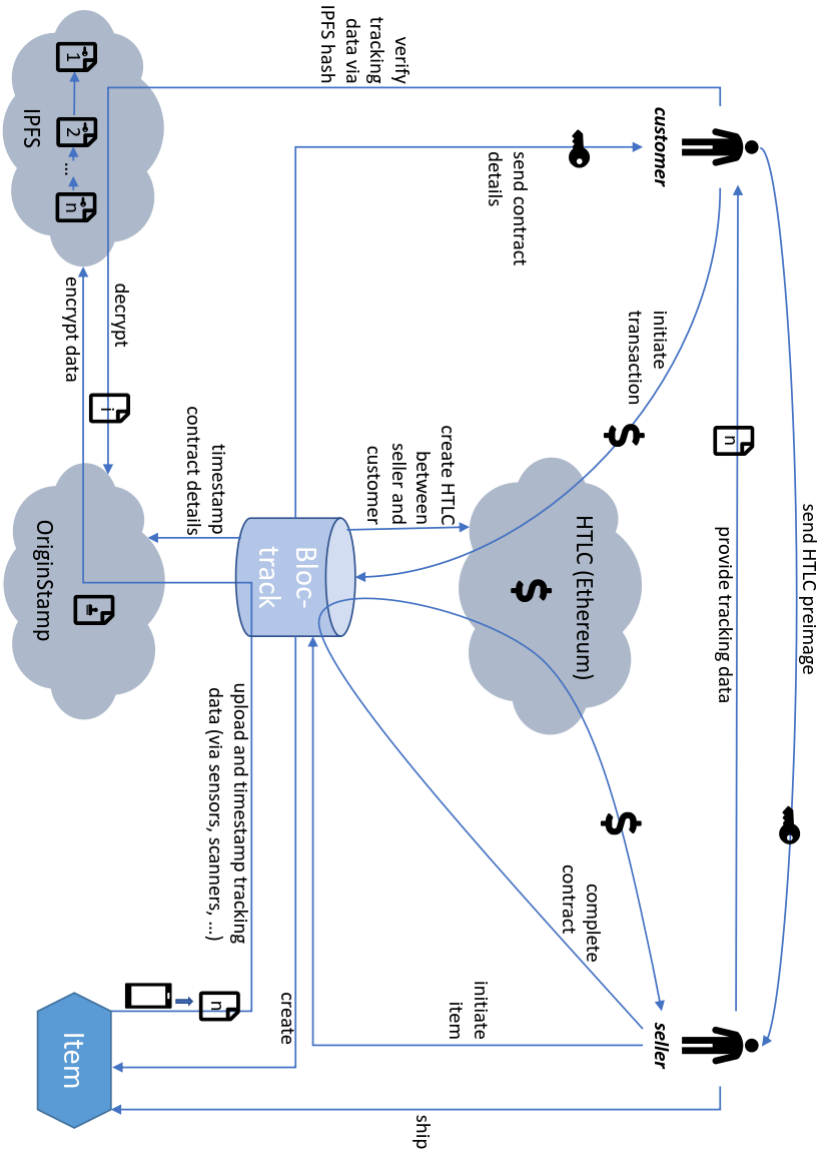 send HTLC preimage
customer
seller
provide tracking data
n
ship
initiate
transaction
$
$
send contract
details
HTLC (Ethereum)
$
complete
contract
initiate
item
create HTLC
between
seller and
customer
Bloc-
track
create
verify
tracking
data via
IPFS hash
timestamp
contract details
upload and timestamp tracking
data (via sensors, scanners, ...)
n
decrypt
i
encrypt data
1
2
...
n
IPFS
OriginStamp
Item